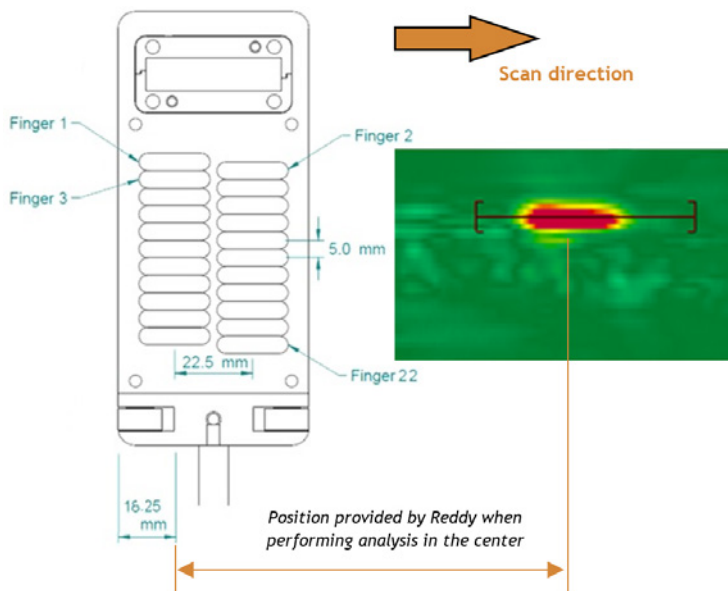 Scan direction
Finger 1
Finger 2
Finger 3
5.0 mm
22.5 mm
Finger 22
16.25
mm
Position provided by Reddy when
performing analysis in the center